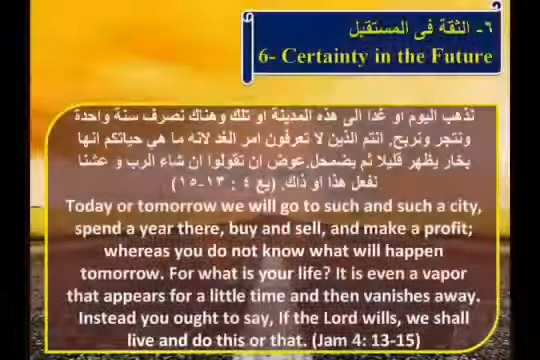 ٦- الثقة فى المستقبل
6- Certainty in the Future
نذهب اليوم او غدا الى هذه المدينة او تلك وهناك نصرف سنة واحدة
ونتجر ونربح. انتم الذين لا تعرفون امر الغد لانه ما هي حياتكم انها
بخار يظهر قليلا ثم يضمحل. عوض ان تقولوا ان شاء الرب و عشنا
نفعل هذا او ذاك. (يع ٤ : ١٣-١٥)
Today or tomorrow we will go to such and such a city,
spend a year there, buy and sell, and make a profit;
whereas you do not know what will happen
tomorrow. For what is your life? It is even a vapor
that appears for a little time and then vanishes away.
Instead you ought to say, If the Lord wills, we shall
live and do this or that. (Jam 4: 13-15)